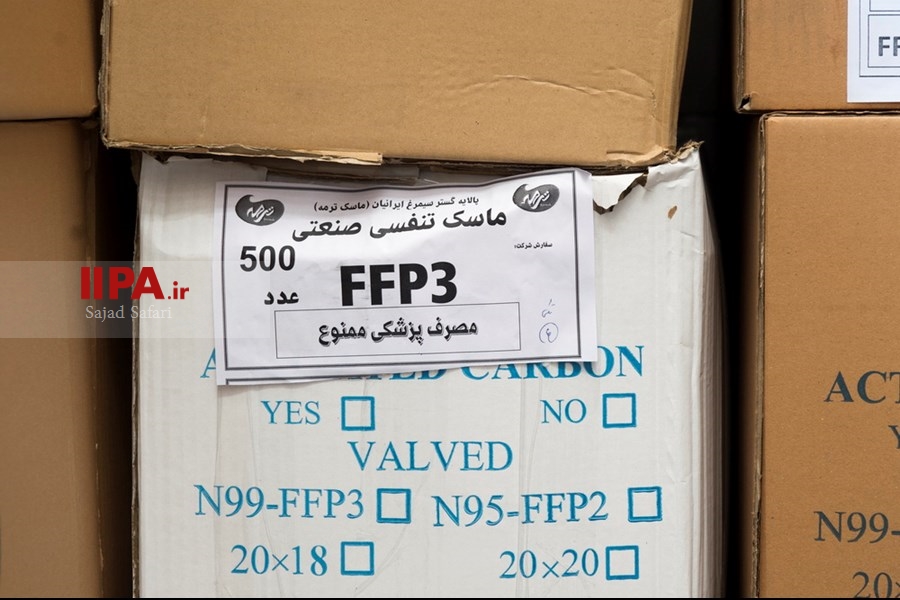 FF
پالایه گستر سیمرغ ایرانیان (ماسک ترمه)
ماسک تنفسی صنعتی
سفارش شرکت:
500
عدد
FFP3
مصرف پزشکی ممنوع
IIPA.ir
Sajad Safari
CARBON
YES NO
VALVED
N99-FFP3 N95-FFP2
20×18 20×20
ACT
N99-
20